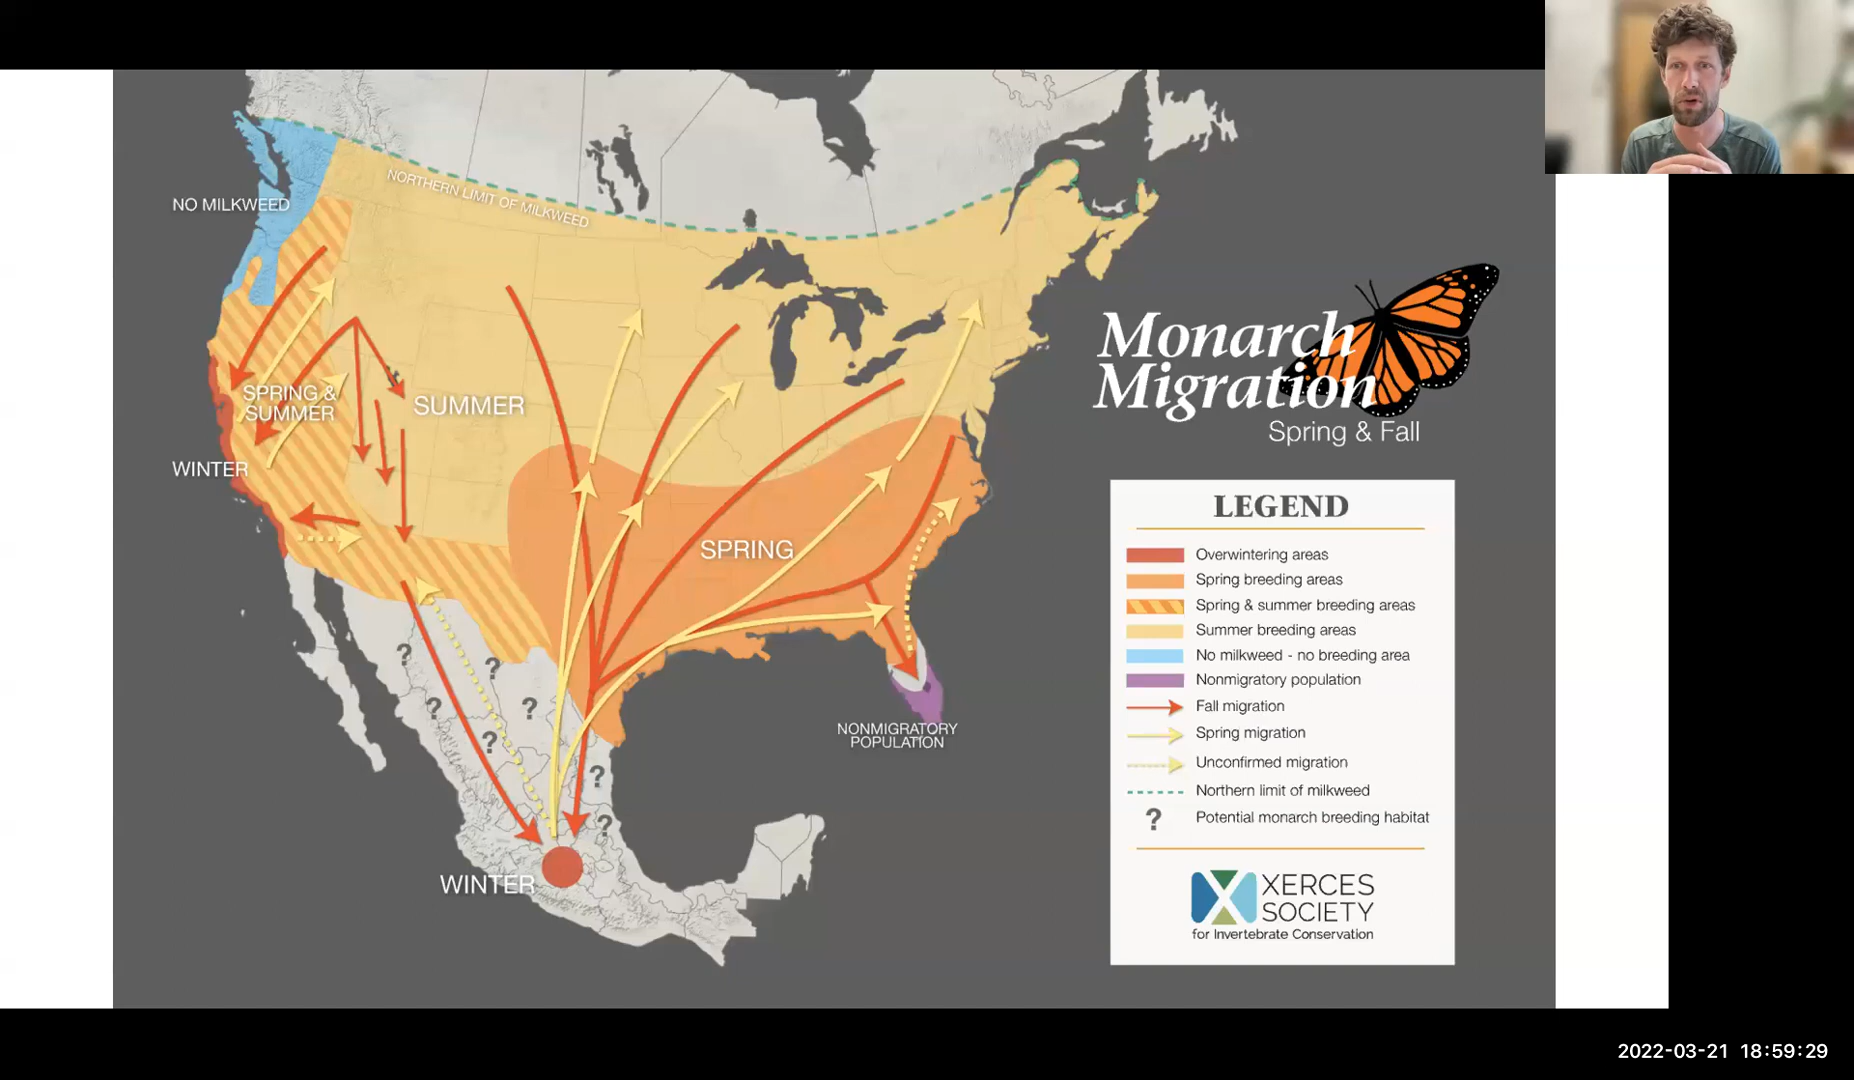 NO MILKWEED
NORTHERN LIMIT OF MILKWEED
SPRING &
SUMMER
SUMMER
WINTER
SPRING
?
?
?
?
?
?
?
NONMIGRATORY
POPULATION
WINTER
Monarch
Migration
Spring & Fall
LEGEND
Overwintering areas
Spring breeding areas
Spring & summer breeding areas
Summer breeding areas
No milkweed - no breeding area
Nonmigratory population
Fall migration
Spring migration
Unconfirmed migration
Northern limit of milkweed
? Potential monarch breeding habitat
XERCES
SOCIETY
for Invertebrate Conservation
2022-03-21 18:59:29